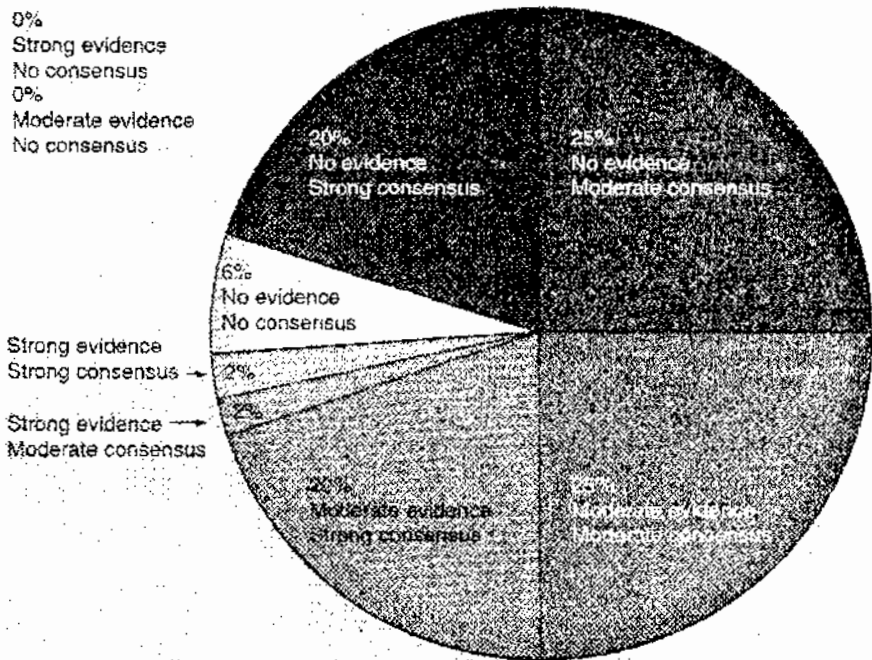 0%
Strong evidence
No consensus
0%
Moderate evidence
No consensus
20%
No evidence
Strong consensus
25%
No evidence
Moderate consensus
6%
No evidence
No consensus
Strong evidence
Strong consensus
2%
Strong evidence
Moderate consensus
2%
20%
Moderate evidence
Strong consensus
25%
Moderate evidence
Moderate consensus